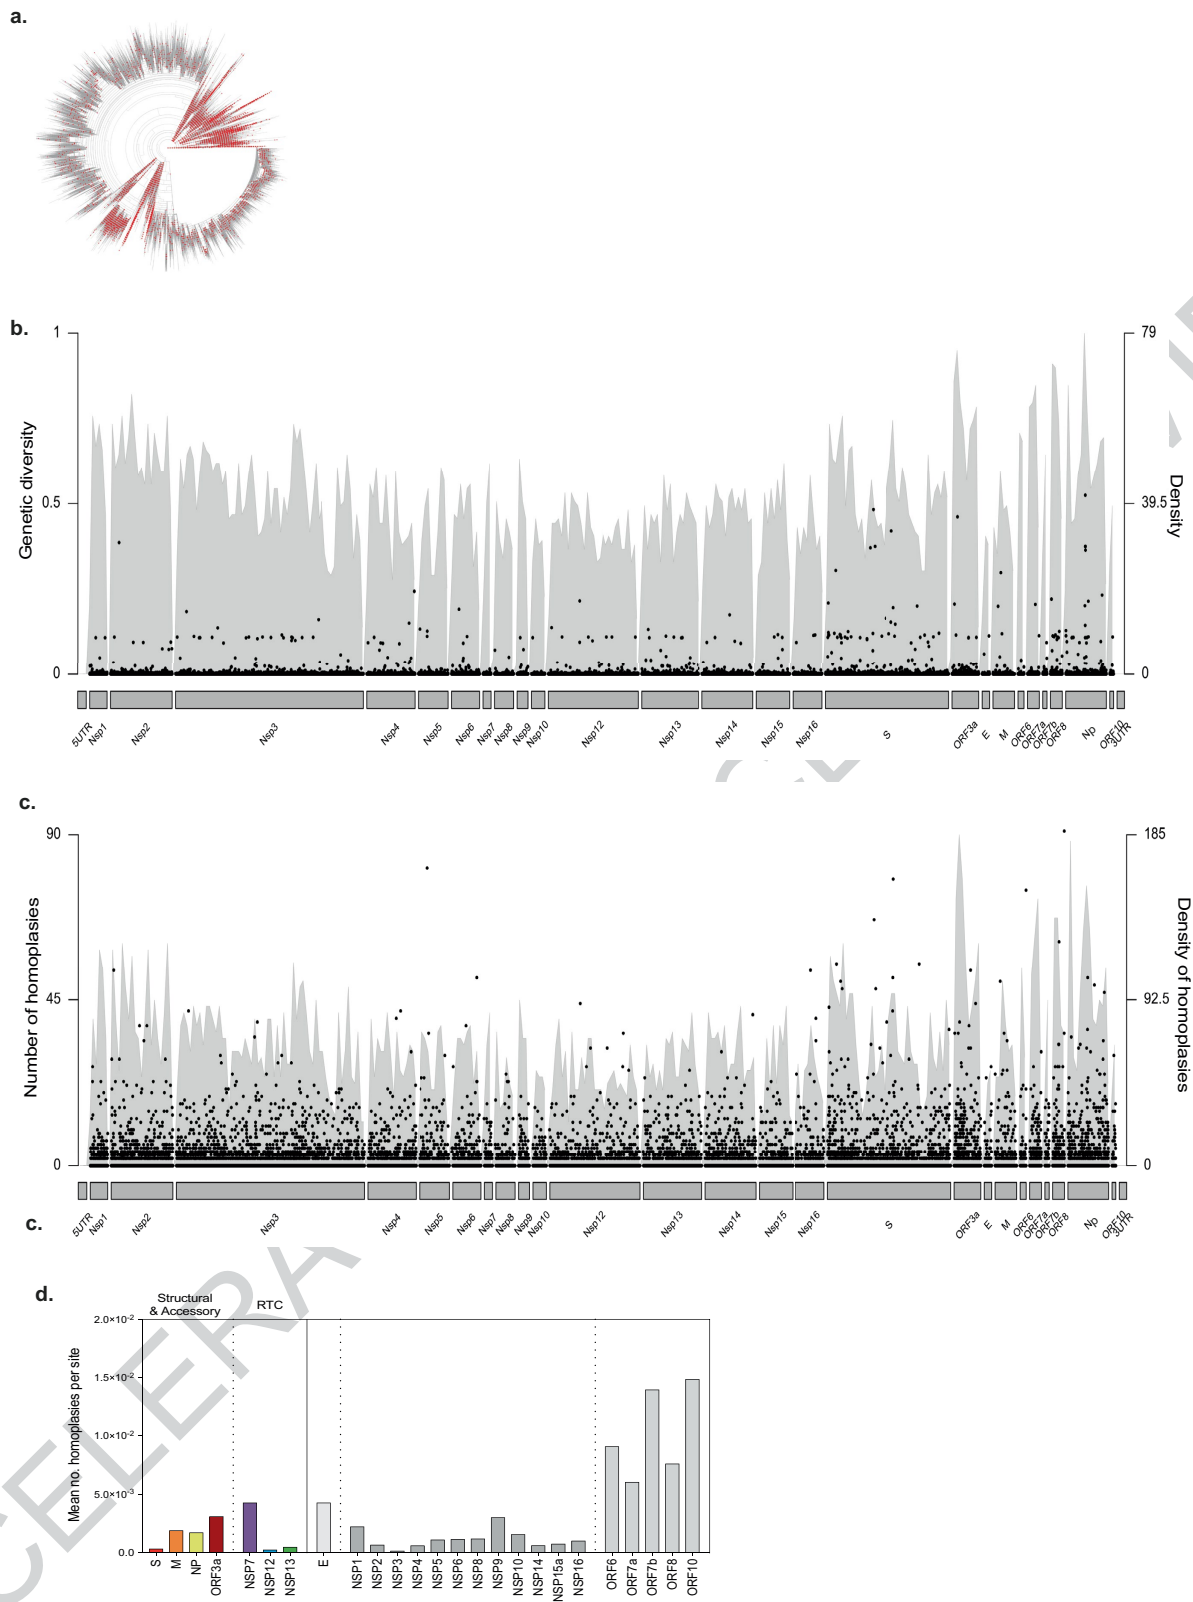 a.
b.
1
0.5
0
Genetic diversity
79
39.5
0
Density
5UTR Nsp1 Nsp2 Nsp3 Nsp4 Nsp5 Nsp6 Nsp7 Nsp8 Nsp9 Nsp10 Nsp12 Nsp13 Nsp14 Nsp15 Nsp16 S ORF3a E M ORF6 ORF7a ORF7b ORF8 Np ORF10 3UTR
c.
90
45
0
Number of homoplasies
185
92.5
0
Density of homoplasies
5UTR Nsp1 Nsp2 Nsp3 Nsp4 Nsp5 Nsp6 Nsp7 Nsp8 Nsp9 Nsp10 Nsp12 Nsp13 Nsp14 Nsp15 Nsp16 S ORF3a E M ORF6 ORF7a ORF7b ORF8 Np ORF10 3UTR
c.
d.
Structural
& Accessory
RTC
2.0×10⁻²
1.5×10⁻²
1.0×10⁻²
5.0×10⁻³
0.0
Mean no. homoplasies per site
S M NP ORF3a NSP7 NSP12 NSP13 E NSP1 NSP2 NSP3 NSP4 NSP5 NSP6 NSP8 NSP9 NSP10 NSP14 NSP15a NSP16 ORF6 ORF7a ORF7b ORF8 ORF10
CELERA